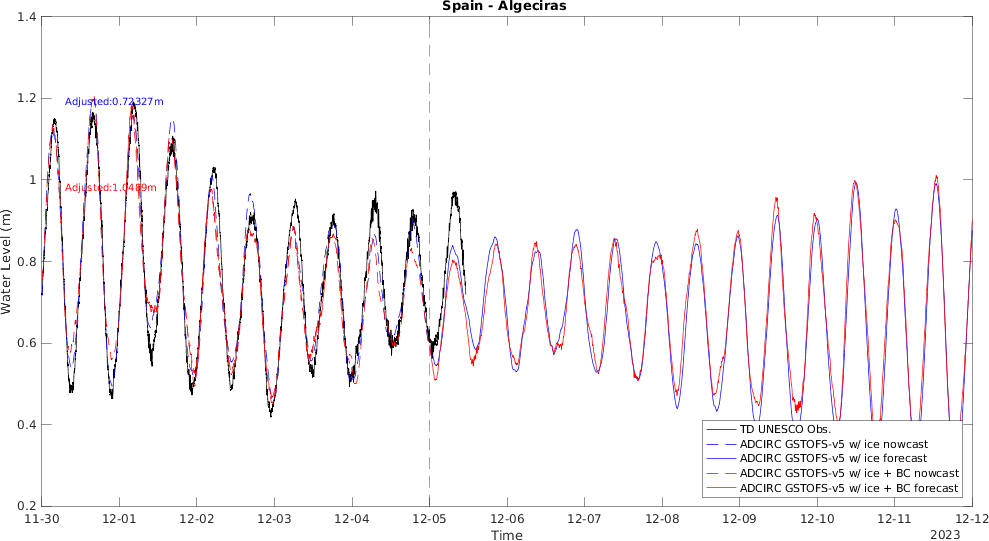 Spain - Algeciras
1.4
1.2
1
0.8
0.6
0.4
0.2
Water Level (m)
Adjusted:0.72327m
Adjusted:1.0489m
TD UNESCO Obs.
ADCIRC GSTOFS-v5 w/ ice nowcast
ADCIRC GSTOFS-v5 w/ ice forecast
ADCIRC GSTOFS-v5 w/ ice + BC nowcast
ADCIRC GSTOFS-v5 w/ ice + BC forecast
11-30 12-01 12-02 12-03 12-04 12-05 12-06 12-07 12-08 12-09 12-10 12-11 12-12
Time
2023